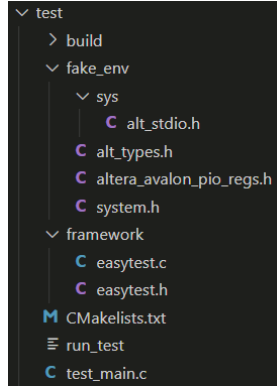 test
build
fake_env
sys
C alt_stdio.h
C alt_types.h
C altera_avalon_pio_regs.h
C system.h
framework
C easytest.c
C easytest.h
M CMakelists.txt
run_test
C test_main.c